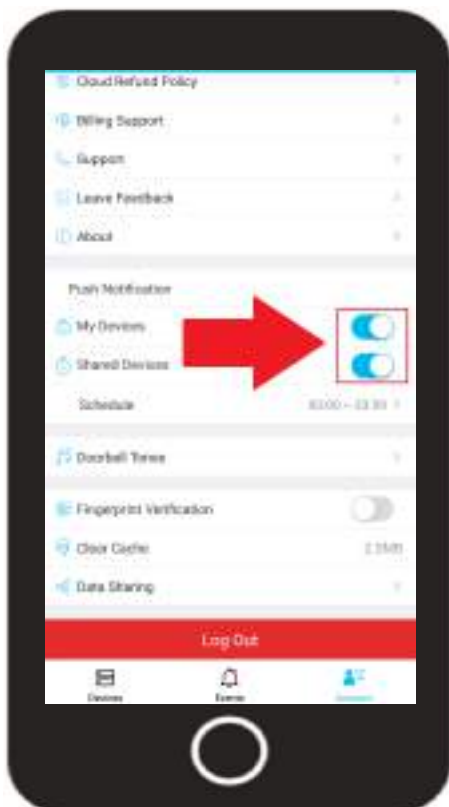 Cloud Refund Policy
Billing Support
Support
Leave Feedback
About
Push Notification
My Devices
Shared Devices
Schedule
Doorbell Tones
Fingerprint Verification
Clear Cache
Data Sharing
Log Out
Devices
Events